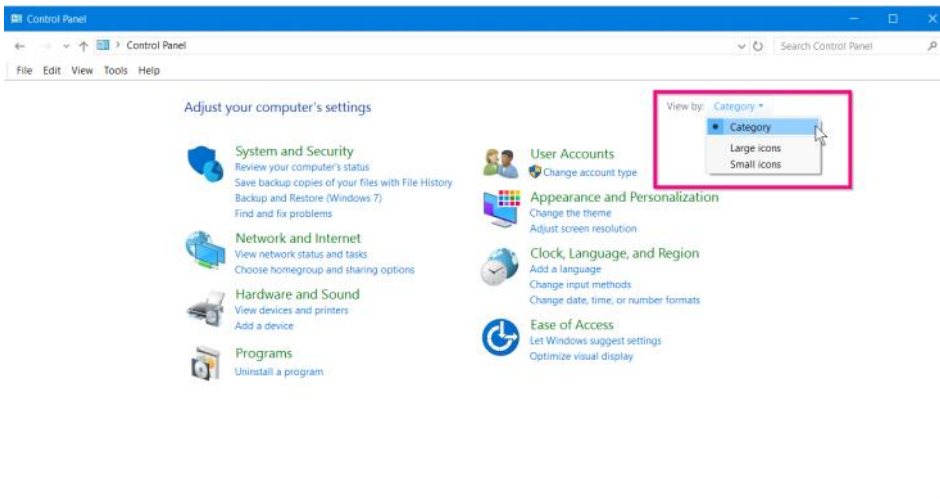 Control Panel
Control Panel
Search Control Panel
File Edit View Tools Help
Adjust your computer's settings
View by: Category
Category
Large icons
Small icons
System and Security
Review your computer's status
Save backup copies of your files with File History
Backup and Restore (Windows 7)
Find and fix problems
Network and Internet
View network status and tasks
Choose homegroup and sharing options
Hardware and Sound
View devices and printers
Add a device
Programs
Uninstall a program
User Accounts
Change account type
Appearance and Personalization
Change the theme
Adjust screen resolution
Clock, Language, and Region
Add a language
Change input methods
Change date, time, or number formats
Ease of Access
Let Windows suggest settings
Optimize visual display